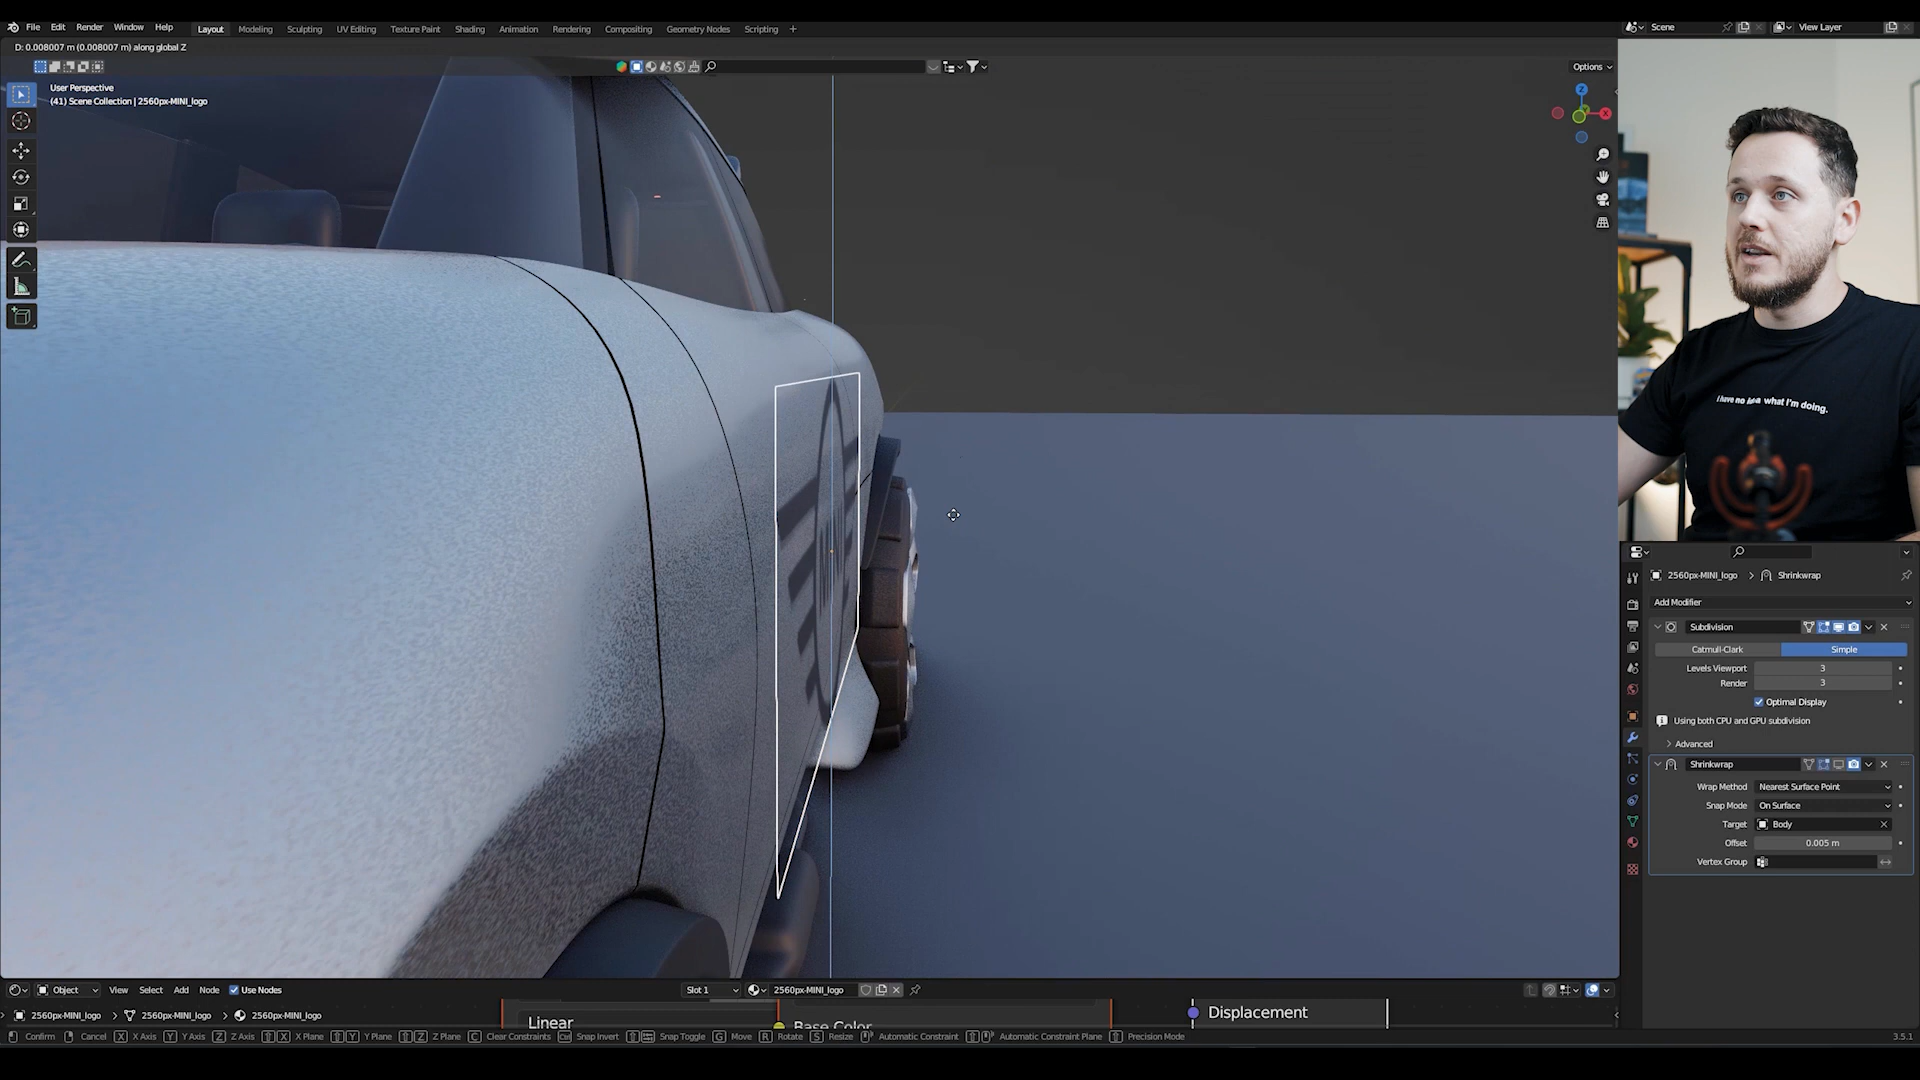 File Edit Render Window Help
Layout Modeling Sculpting UV Editing Texture Paint Shading Animation Rendering Compositing Geometry Nodes Scripting +
Scene
View Layer
D: 0.008007 m (0.008007 m) along global Z
Options
User Perspective
(41) Scene Collection | 2560px-MINI_logo
Z
X
what I'm doing.
2560px-MINI_logo > Shrinkwrap
Add Modifier
Subdivision
Catmull-Clark Simple
Levels Viewport 3
Render 3
Optimal Display
Using both CPU and GPU subdivision
Advanced
Shrinkwrap
Wrap Method Nearest Surface Point
Snap Mode On Surface
Target Body
Offset 0.005 m
Vertex Group
Object View Select Add Node Use Nodes
Slot 1
2560px-MINI_logo
2560px-MINI_logo > 2560px-MINI_logo > 2560px-MINI_logo
Linear
Base Color
Displacement
Confirm Cancel X X Axis Y Y Axis Z Z Axis X X Plane Y Y Plane Z Z Plane C Clear Constraints Ctrl Snap Invert Snap Toggle G Move R Rotate S Resize Automatic Constraint Automatic Constraint Plane Precision Mode
3.5.1